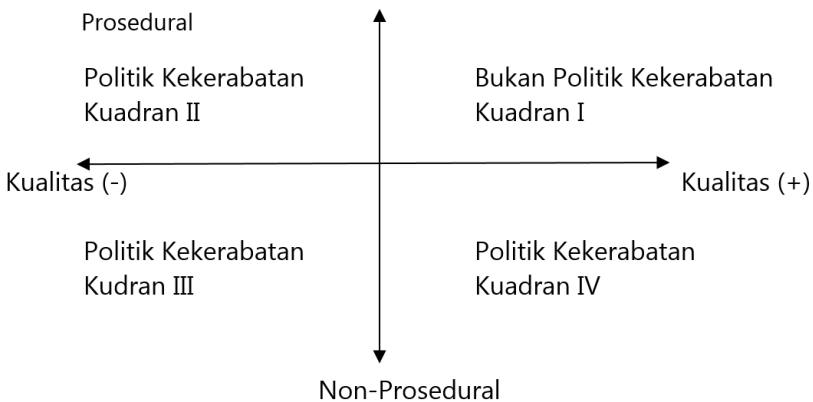 Prosedural
Politik Kekerabatan
Kuadran II
Bukan Politik Kekerabatan
Kuadran I
Kualitas (-)
Kualitas (+)
Politik Kekerabatan
Kudran III
Politik Kekerabatan
Kuadran IV
Non-Prosedural